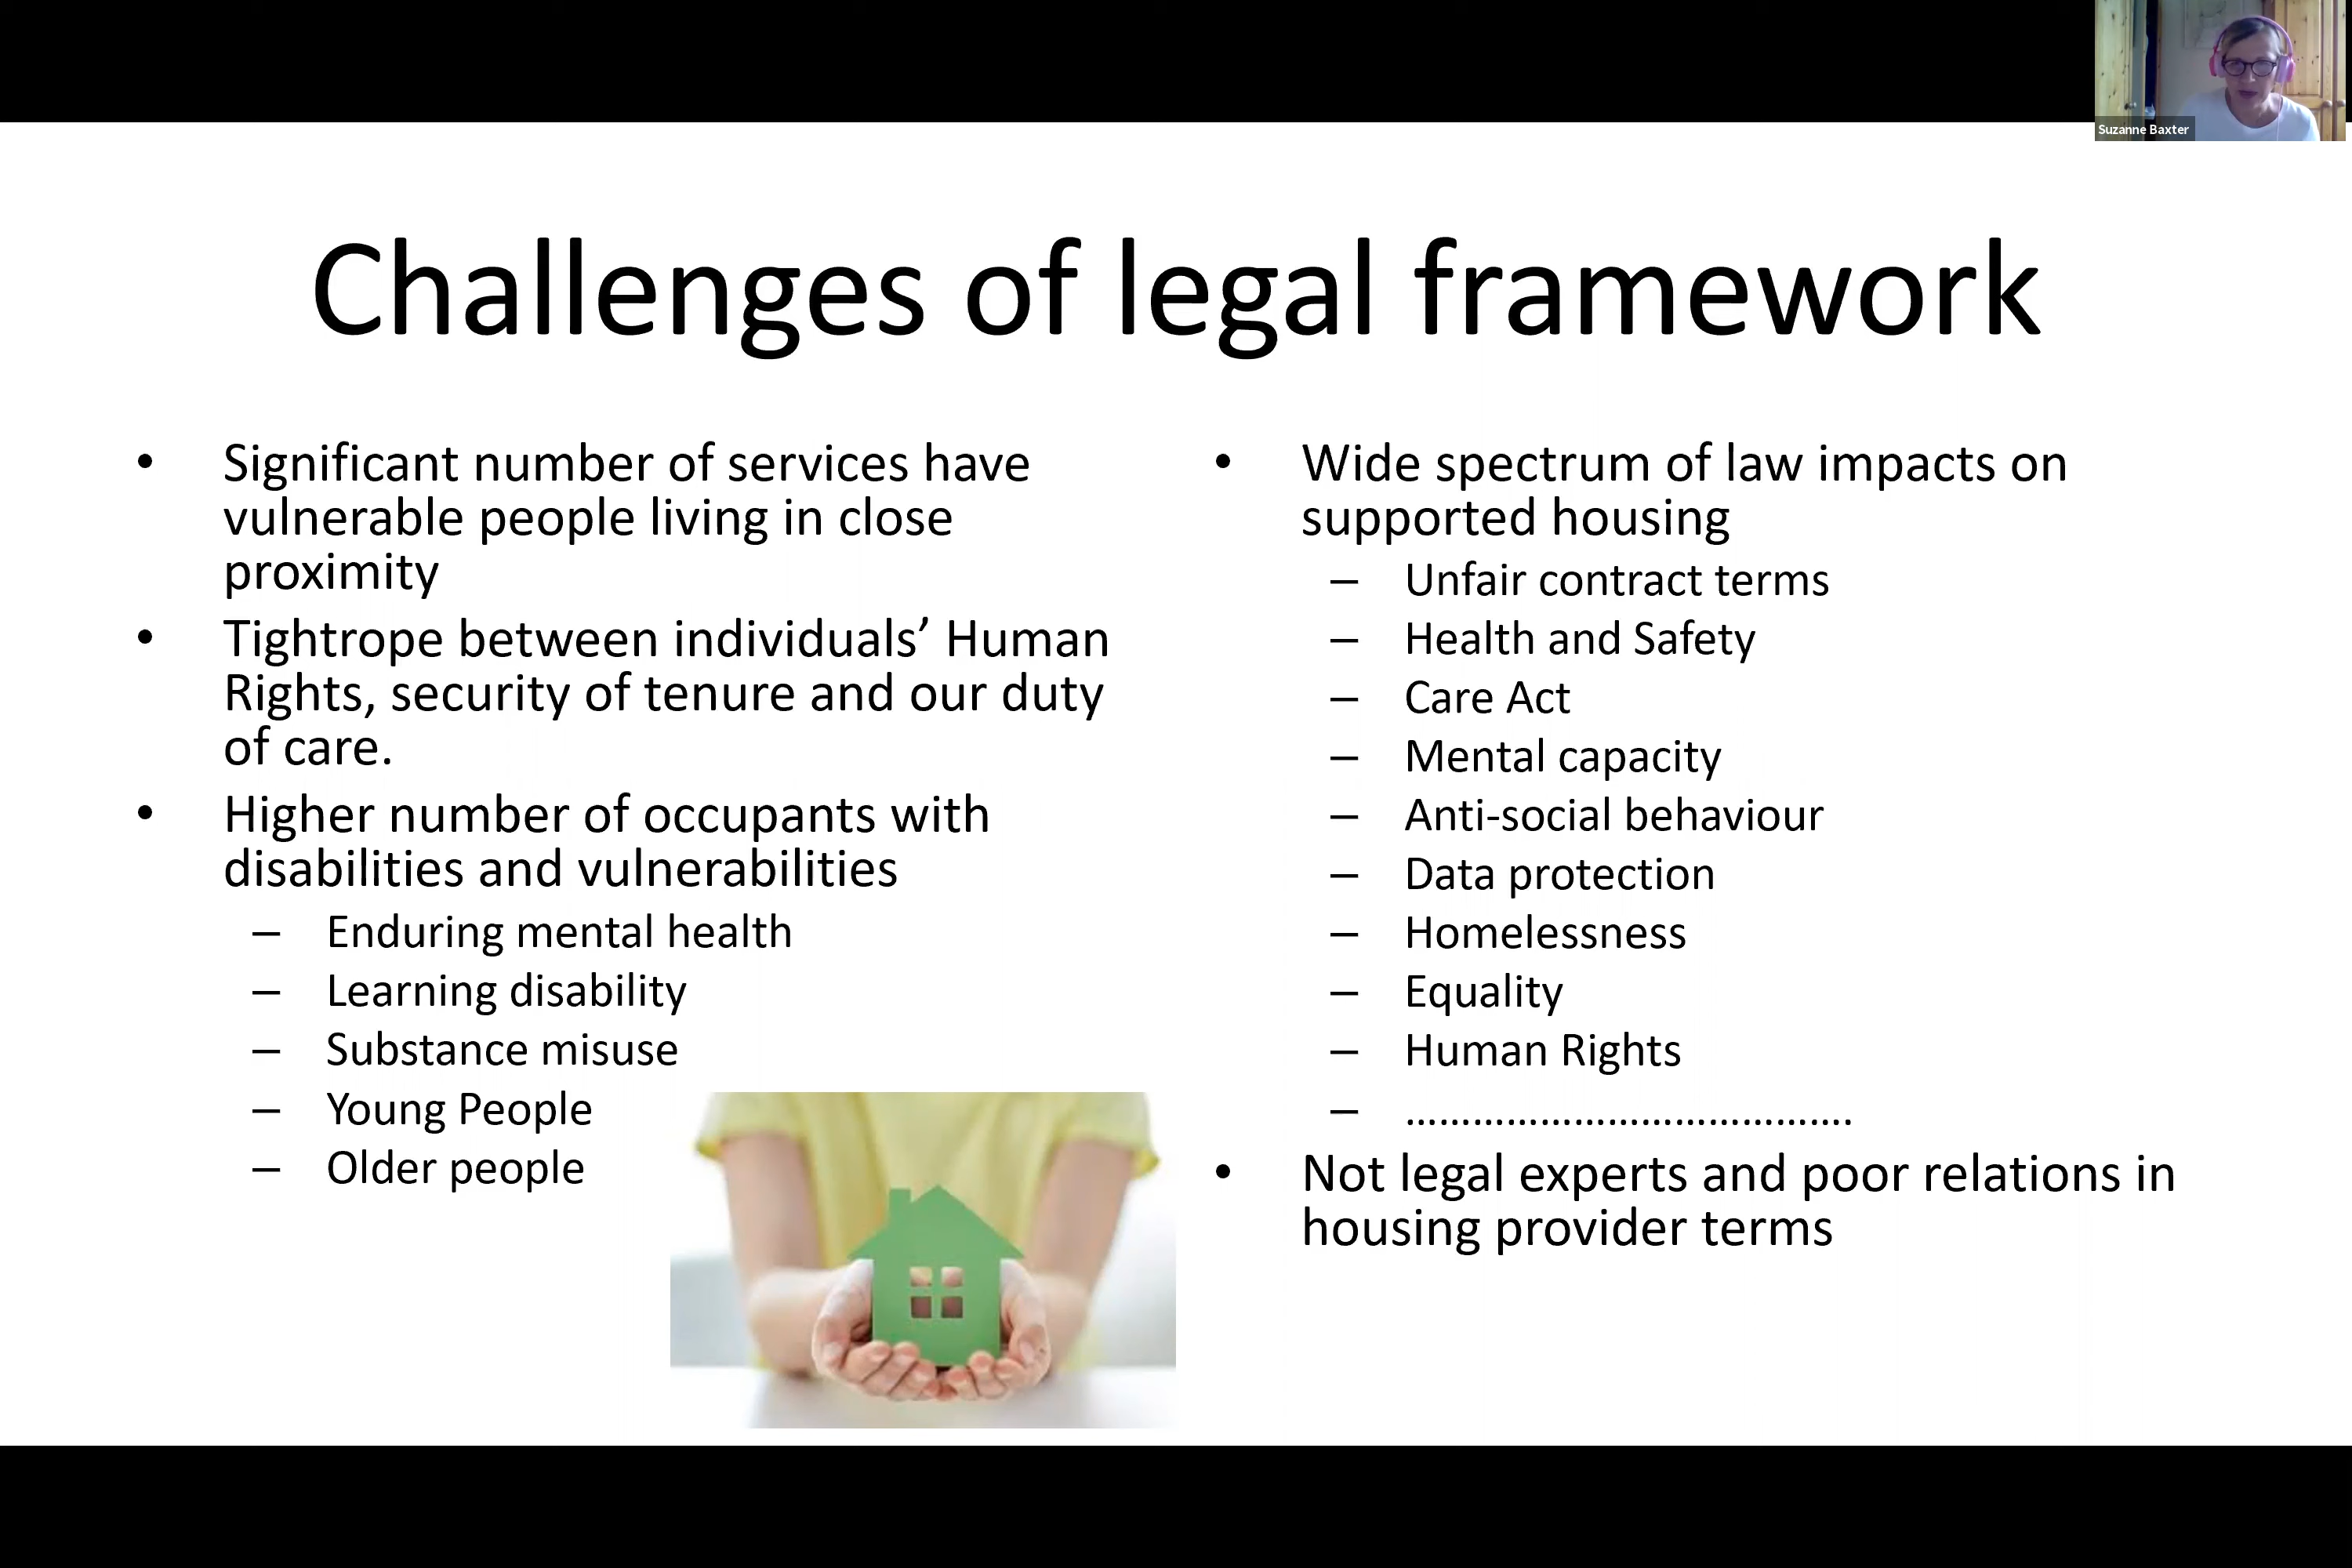 Suzanne Baxter
Challenges of legal framework
• Significant number of services have
vulnerable people living in close
proximity
• Tightrope between individuals’ Human
Rights, security of tenure and our duty
of care.
• Higher number of occupants with
disabilities and vulnerabilities
– Enduring mental health
– Learning disability
– Substance misuse
– Young People
– Older people
• Wide spectrum of law impacts on
supported housing
– Unfair contract terms
– Health and Safety
– Care Act
– Mental capacity
– Anti-social behaviour
– Data protection
– Homelessness
– Equality
– Human Rights
– ………………………………….
• Not legal experts and poor relations in
housing provider terms